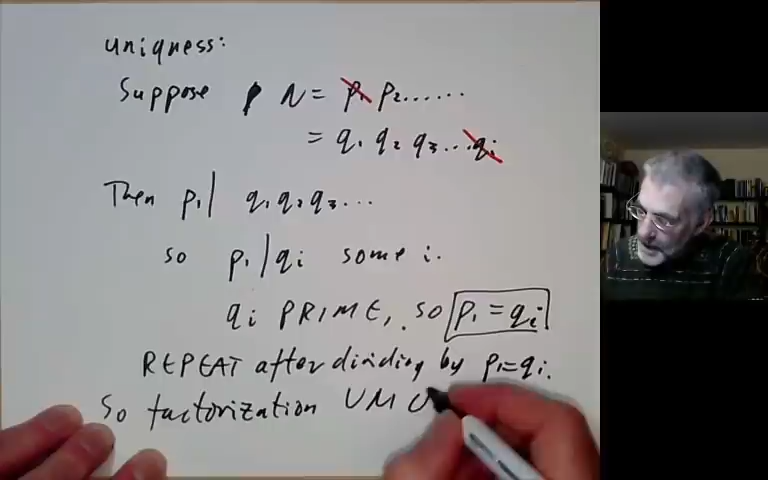 uniqness:
Suppose N = p₁ p₂......
= q₁ q₂ q₃...qᵢ
Then p₁| q₁q₂q₃...
so p₁|qᵢ some i.
qᵢ PRIME, so p₁ = qᵢ
REPEAT after dividing by p₁=qᵢ.
So factorization